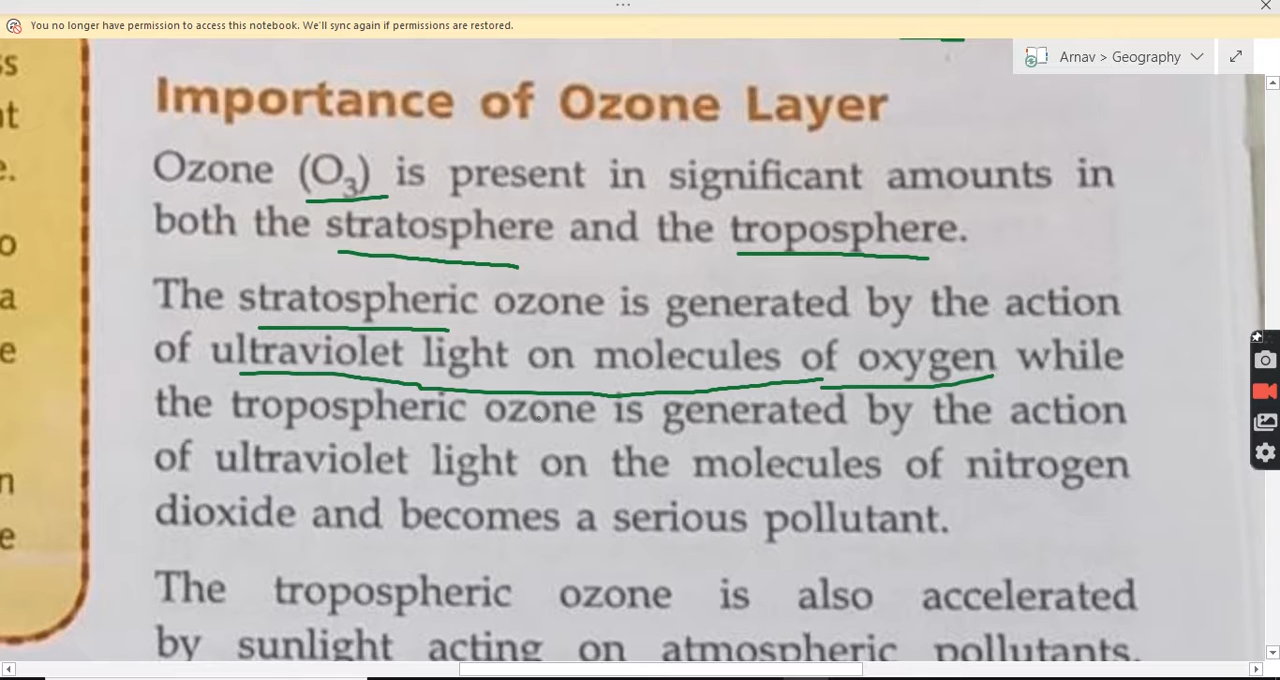 You no longer have permission to access this notebook. We'll sync again if permissions are restored.
Arnav > Geography
Importance of Ozone Layer
Ozone (O₃) is present in significant amounts in
both the stratosphere and the troposphere.
The stratospheric ozone is generated by the action
of ultraviolet light on molecules of oxygen while
the tropospheric ozone is generated by the action
of ultraviolet light on the molecules of nitrogen
dioxide and becomes a serious pollutant.
The tropospheric ozone is also accelerated
by sunlight acting on atmospheric pollutants.